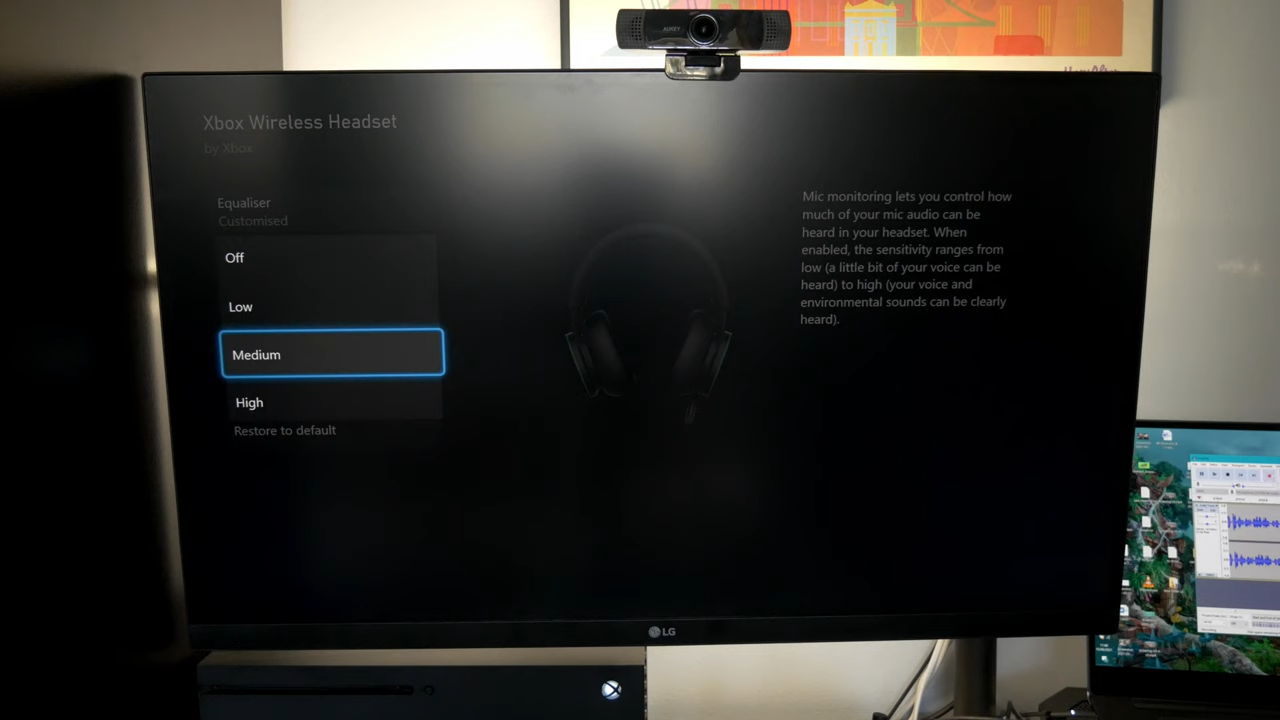 AUKEY
Xbox Wireless Headset
by Xbox
Equaliser
Customised
Off
Low
Medium
High
Restore to default
Mic monitoring lets you control how
much of your mic audio can be
heard in your headset. When
enabled, the sensitivity ranges from
low (a little bit of your voice can be
heard) to high (your voice and
environmental sounds can be clearly
heard).
LG